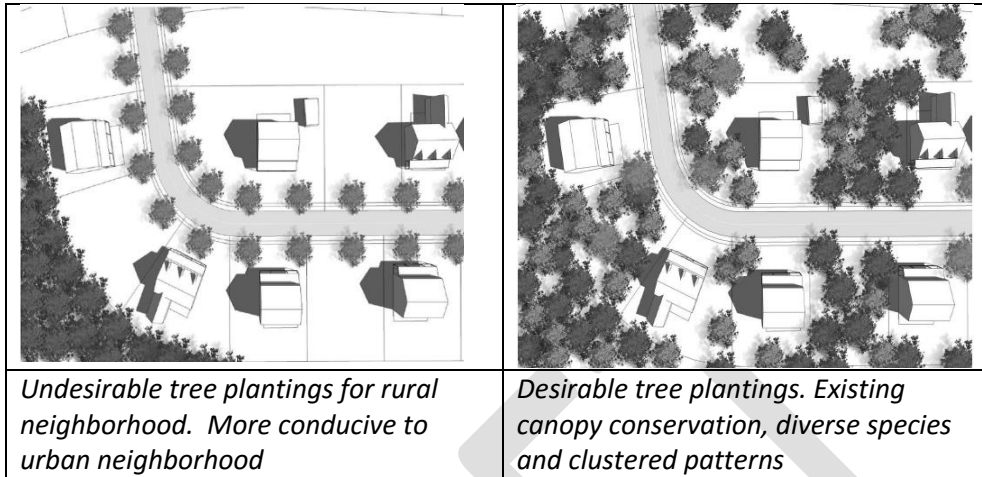 Undesirable tree plantings for rural
neighborhood.  More conducive to
urban neighborhood
Desirable tree plantings. Existing
canopy conservation, diverse species
and clustered patterns